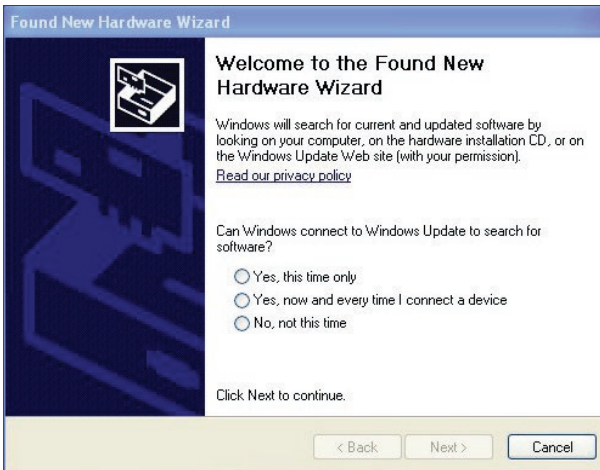 Found New Hardware Wizard
Welcome to the Found New
Hardware Wizard
Windows will search for current and updated software by
looking on your computer, on the hardware installation CD, or on
the Windows Update Web site (with your permission).
Read our privacy policy
Can Windows connect to Windows Update to search for
software?
Yes, this time only
Yes, now and every time I connect a device
No, not this time
Click Next to continue.
< Back Next > Cancel